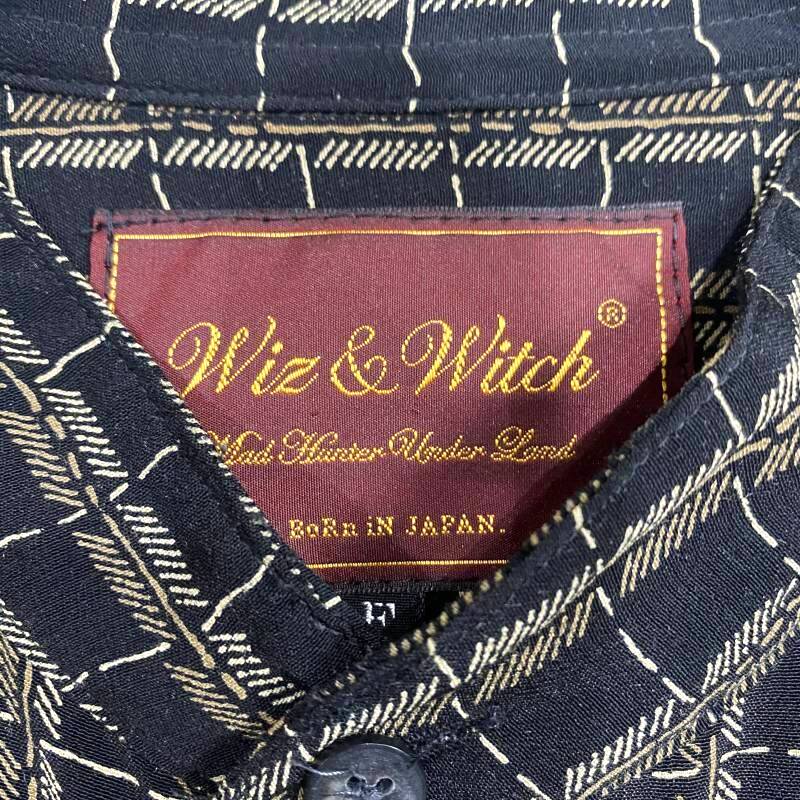 Wiz & Witch®
Mad Hunter Under Land
BoRn iN JAPAN.
F